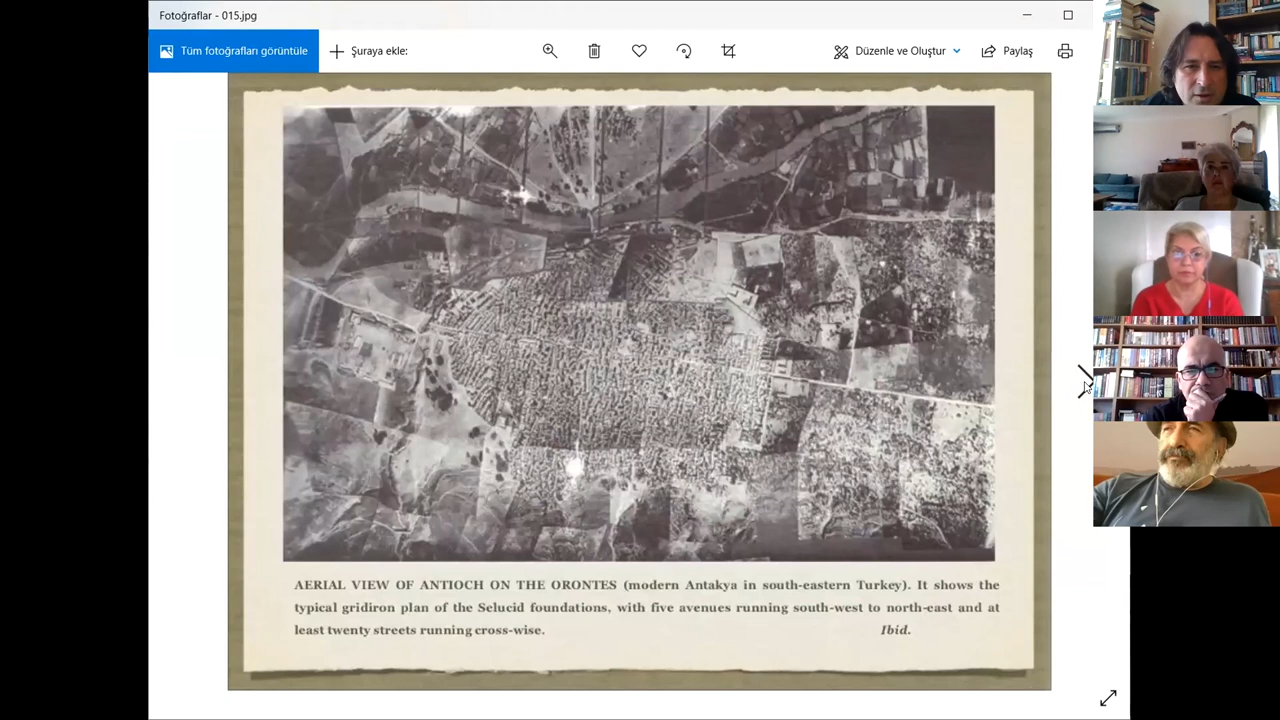 Fotoğraflar - 015.jpg
Tüm fotoğrafları görüntüle
Şuraya ekle:
Düzenle ve Oluştur
Paylaş
AERIAL VIEW OF ANTIOCH ON THE ORONTES (modern Antakya in south-eastern Turkey). It shows the
typical gridiron plan of the Selucid foundations, with five avenues running south-west to north-east and at
least twenty streets running cross-wise.
Ibid.